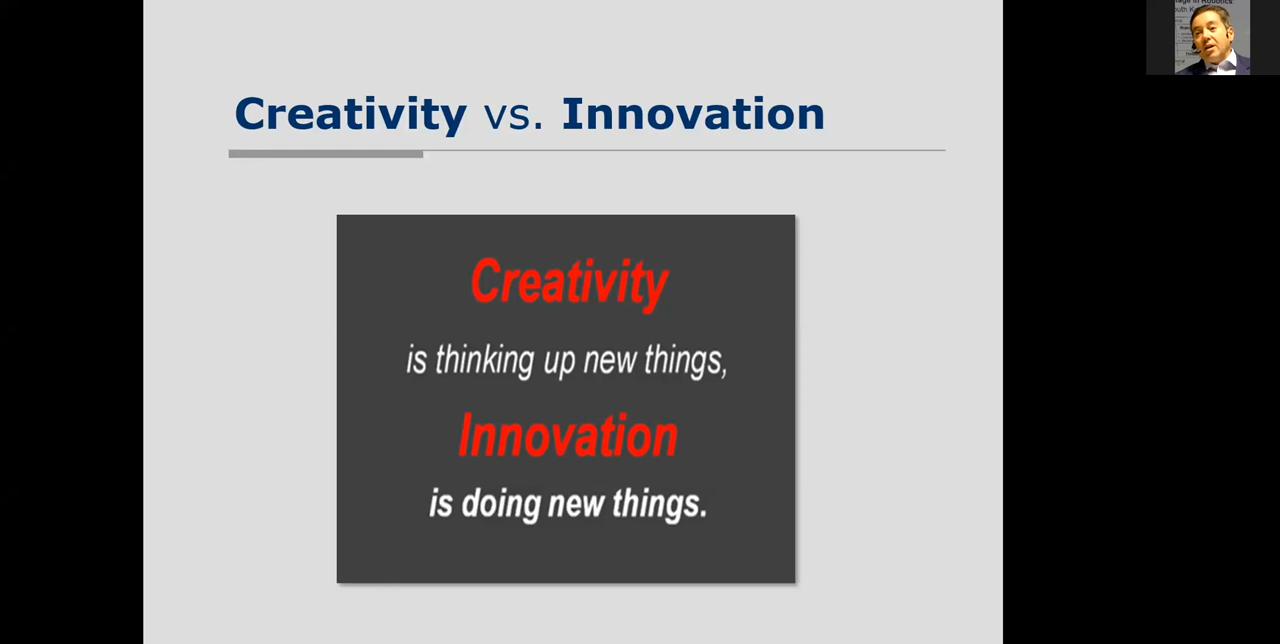 Creativity vs. Innovation
Creativity
is thinking up new things,
Innovation
is doing new things.